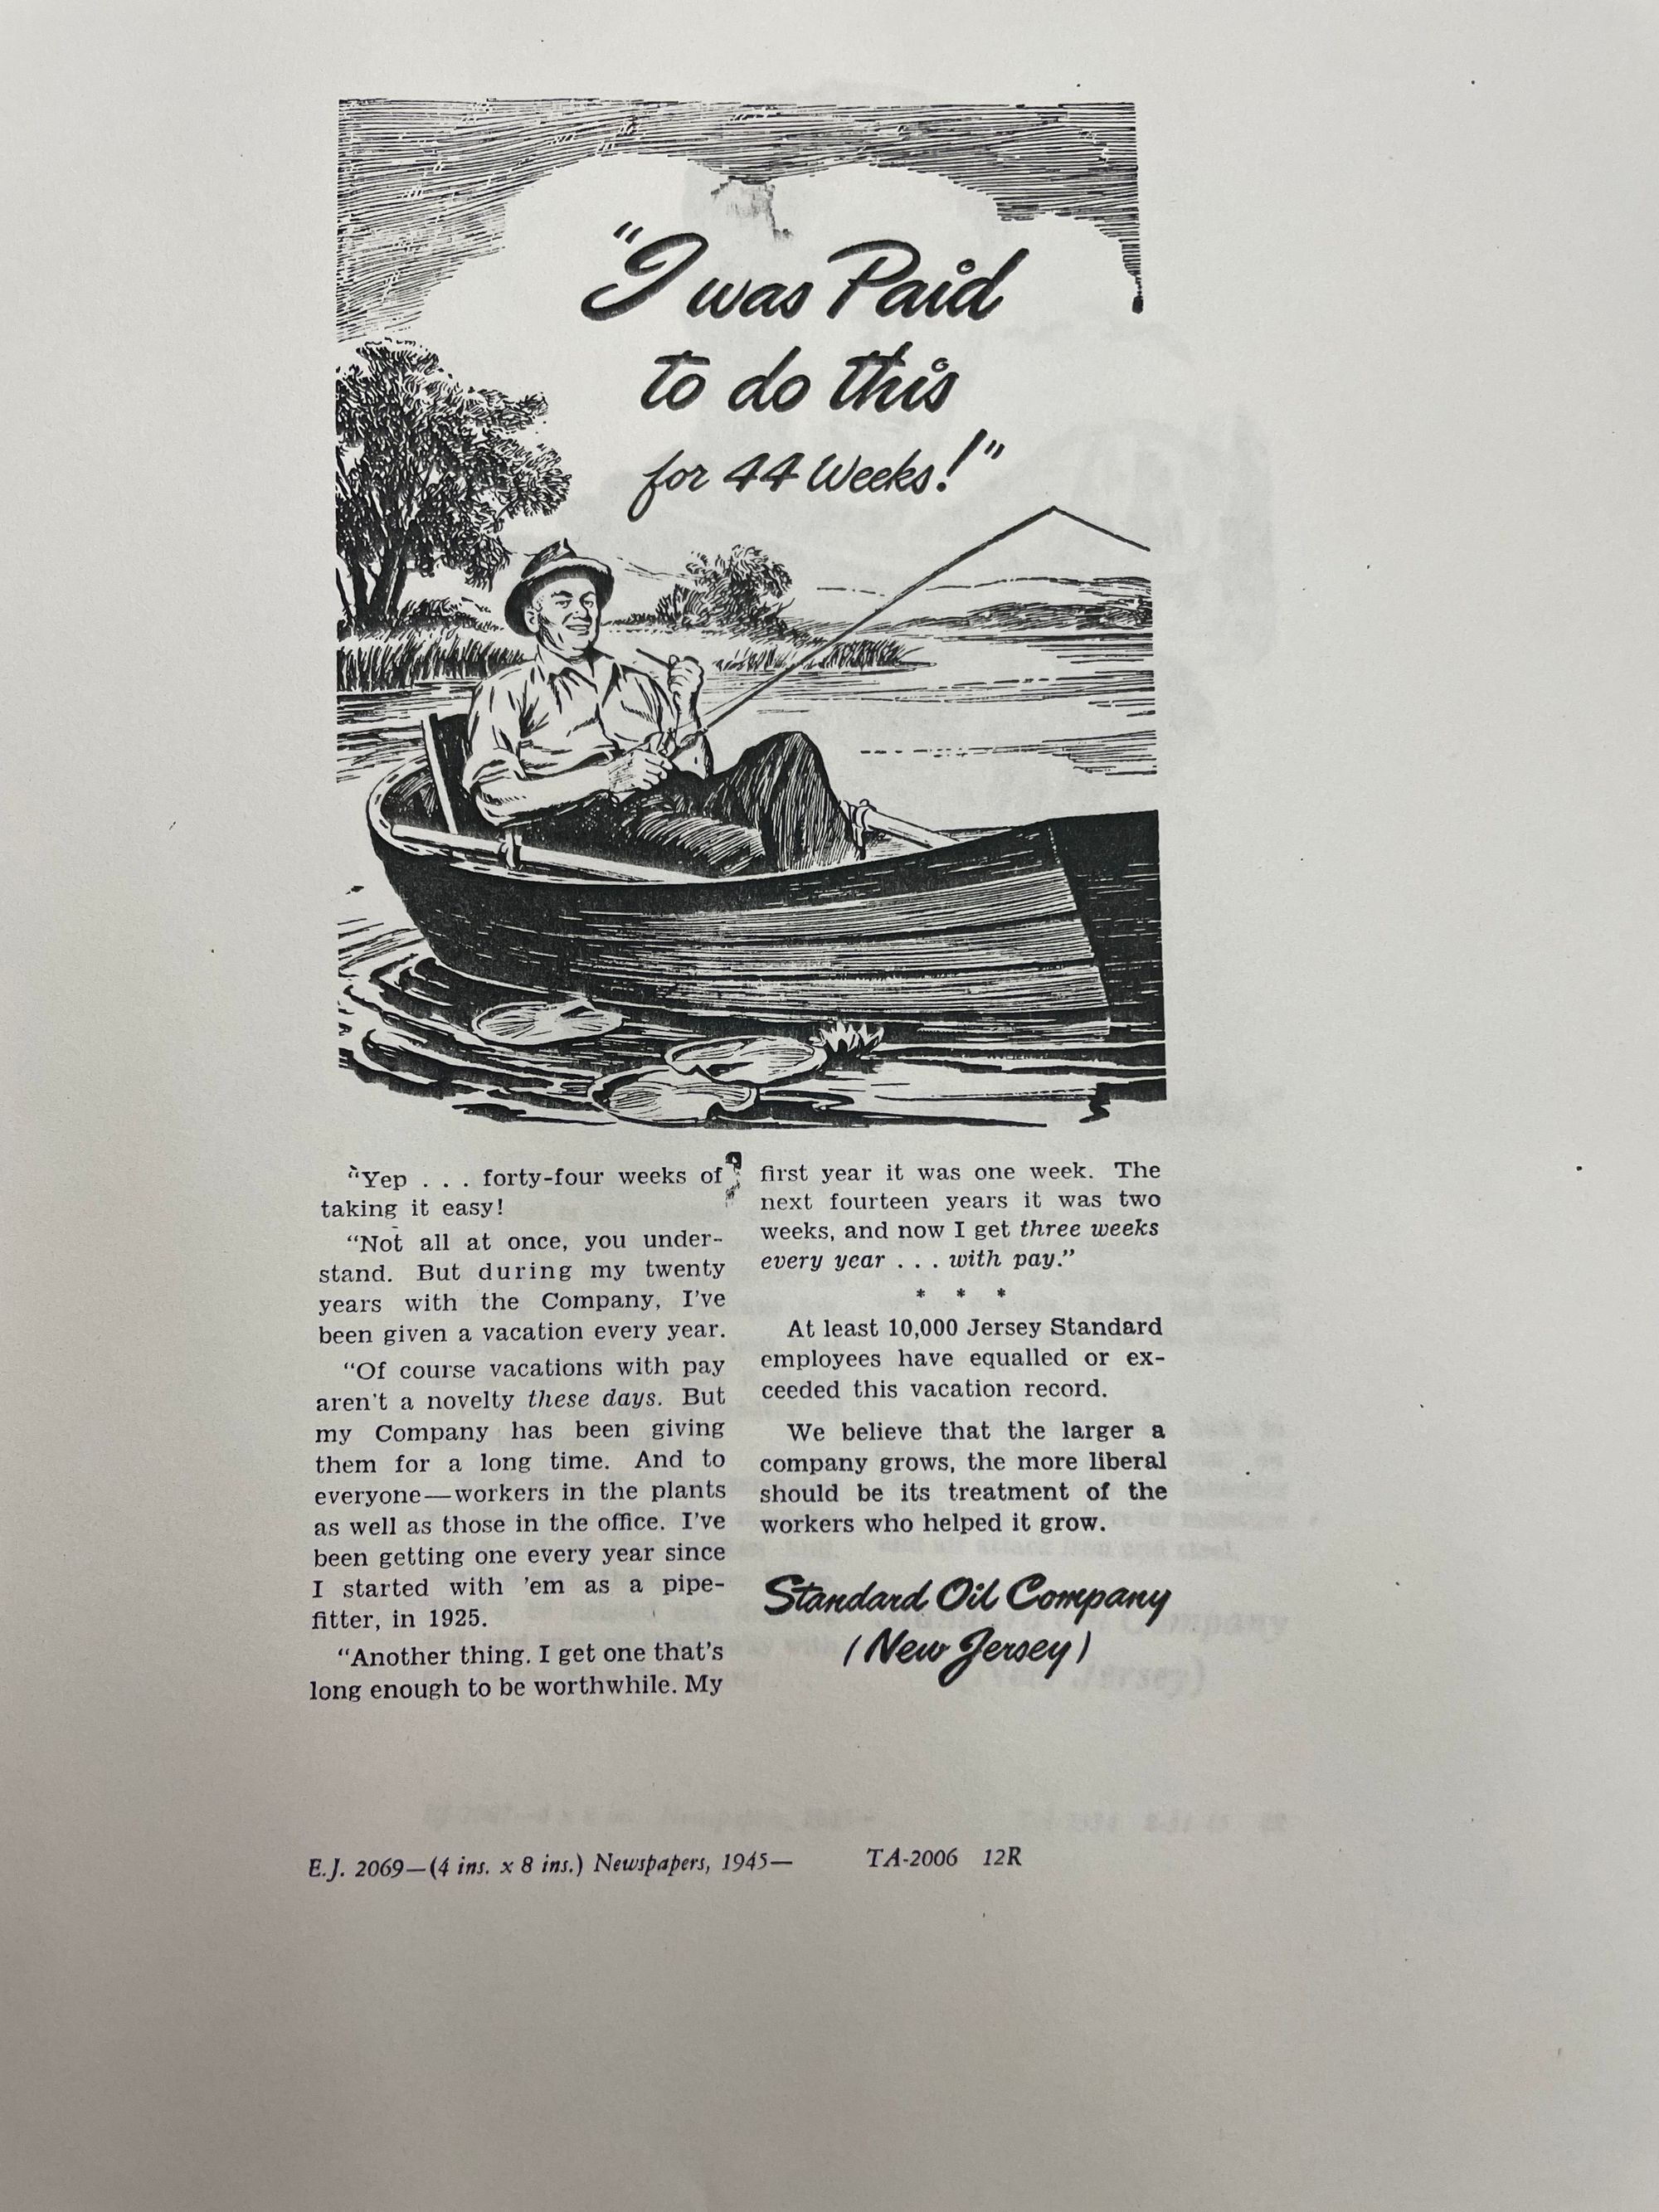 "I was Paid
to do this
for 44 Weeks!"
"Yep . . . forty-four weeks of
taking it easy!
"Not all at once, you under-
stand. But during my twenty
years with the Company, I've
been given a vacation every year.
"Of course vacations with pay
aren't a novelty these days. But
my Company has been giving
them for a long time. And to
everyone—workers in the plants
as well as those in the office. I've
been getting one every year since
I started with 'em as a pipe-
fitter, in 1925.
"Another thing. I get one that's
long enough to be worthwhile. My
first year it was one week. The
next fourteen years it was two
weeks, and now I get three weeks
every year . . . with pay."
* * *
At least 10,000 Jersey Standard
employees have equalled or ex-
ceeded this vacation record.
We believe that the larger a
company grows, the more liberal
should be its treatment of the
workers who helped it grow.
Standard Oil Company
(New Jersey)
E.J. 2069—(4 ins. x 8 ins.) Newspapers, 1945— TA-2006 12R